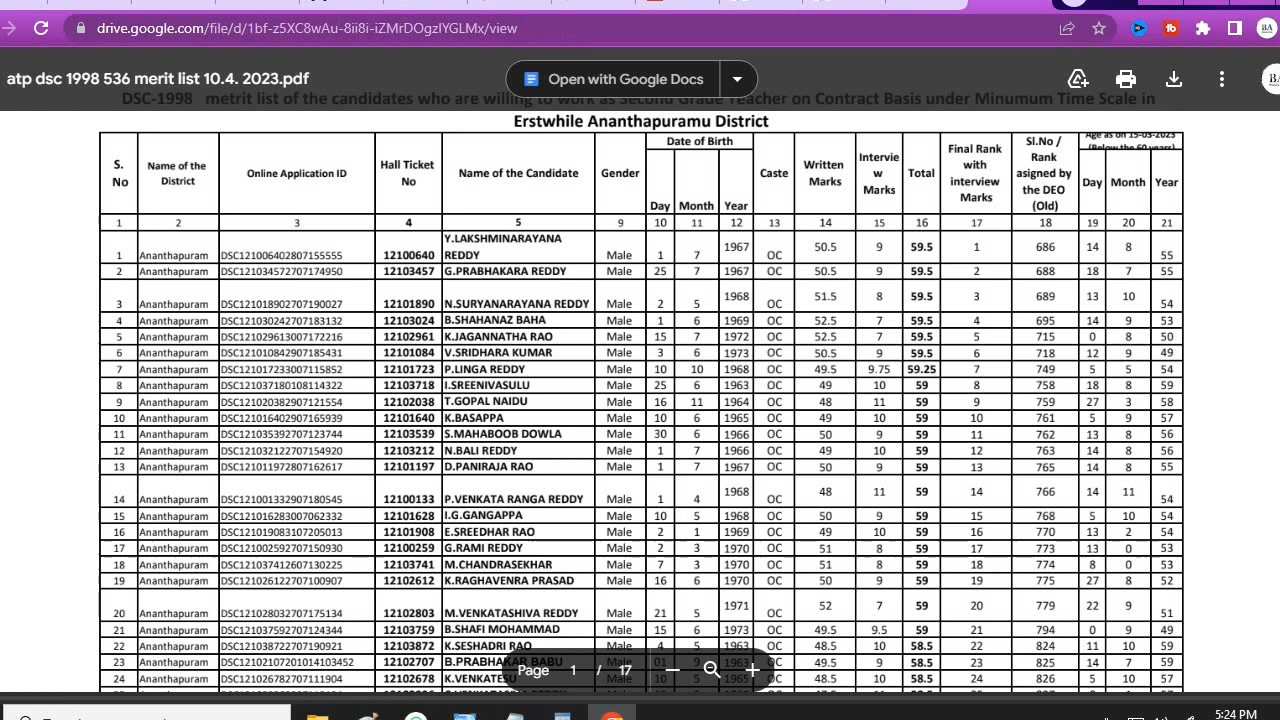 drive.google.com/file/d/1bf-z5XC8wAu-8ii8i-iZMrDOgzIYGLMx/view
atp dsc 1998 536 merit list 10.4. 2023.pdf
Open with Google Docs
DSC-1998 metrit list of the candidates who are willing to work as Second Grade Teacher on Contract Basis under Minumum Time Scale in
Erstwhile Ananthapuramu District
S. No Name of the District Online Application ID Hall Ticket No Name of the Candidate Gender Date of Birth Day Month Year Caste Written Marks Interview Marks Total Final Rank with interview Marks Sl.No / Rank asigned by the DEO (Old) Age as on 15-03-2023 (Below the 60 years) Day Month Year
1 2 3 4 5 9 10 11 12 13 14 15 16 17 18 19 20 21
1 Ananthapuram DSC121006402807155555 12100640 Y.LAKSHMINARAYANA REDDY Male 1 7 1967 OC 50.5 9 59.5 1 686 14 8 55
2 Ananthapuram DSC121034572707174950 12103457 G.PRABHAKARA REDDY Male 25 7 1967 OC 50.5 9 59.5 2 688 18 7 55
3 Ananthapuram DSC121018902707190027 12101890 N.SURYANARAYANA REDDY Male 2 5 1968 OC 51.5 8 59.5 3 689 13 10 54
4 Ananthapuram DSC121030242707183132 12103024 B.SHAHANAZ BAHA Male 1 6 1969 OC 52.5 7 59.5 4 695 14 9 53
5 Ananthapuram DSC121029613007172216 12102961 K.JAGANNATHA RAO Male 15 7 1972 OC 52.5 7 59.5 5 715 0 8 50
6 Ananthapuram DSC121010842907185431 12101084 V.SRIDHARA KUMAR Male 3 6 1973 OC 50.5 9 59.5 6 718 12 9 49
7 Ananthapuram DSC121017233007115852 12101723 P.LINGA REDDY Male 10 10 1968 OC 49.5 9.75 59.25 7 749 5 5 54
8 Ananthapuram DSC121037180108114322 12103718 I.SREENIVASULU Male 25 6 1963 OC 49 10 59 8 758 18 8 59
9 Ananthapuram DSC121020382907121554 12102038 T.GOPAL NAIDU Male 16 11 1964 OC 48 11 59 9 759 27 3 58
10 Ananthapuram DSC121016402907165939 12101640 K.BASAPPA Male 10 6 1965 OC 49 10 59 10 761 5 9 57
11 Ananthapuram DSC121035392707123744 12103539 S.MAHABOOB DOWLA Male 30 6 1966 OC 50 9 59 11 762 13 8 56
12 Ananthapuram DSC121032122707154920 12103212 N.BALI REDDY Male 1 7 1966 OC 49 10 59 12 763 14 8 56
13 Ananthapuram DSC121011972807162617 12101197 D.PANIRAJA RAO Male 1 7 1967 OC 50 9 59 13 765 14 8 55
14 Ananthapuram DSC121001332907180545 12100133 P.VENKATA RANGA REDDY Male 1 4 1968 OC 48 11 59 14 766 14 11 54
15 Ananthapuram DSC121016283007062332 12101628 I.G.GANGAPPA Male 10 5 1968 OC 50 9 59 15 768 5 10 54
16 Ananthapuram DSC121019083107205013 12101908 E.SREEDHAR RAO Male 2 1 1969 OC 49 10 59 16 770 13 2 54
17 Ananthapuram DSC121002592707150930 12100259 G.RAMI REDDY Male 2 3 1970 OC 51 8 59 17 773 13 0 53
18 Ananthapuram DSC121037412607130225 12103741 M.CHANDRASEKHAR Male 7 3 1970 OC 51 8 59 18 774 8 0 53
19 Ananthapuram DSC121026122707100907 12102612 K.RAGHAVENRA PRASAD Male 16 6 1970 OC 50 9 59 19 775 27 8 52
20 Ananthapuram DSC121028032707175134 12102803 M.VENKATASHIVA REDDY Male 21 5 1971 OC 52 7 59 20 779 22 9 51
21 Ananthapuram DSC121037592707124344 12103759 B.SHAFI MOHAMMAD Male 15 6 1973 OC 49.5 9.5 59 21 794 0 9 49
22 Ananthapuram DSC121038722707190921 12103872 K.SESHADRI RAO Male 4 5 1963 OC 48.5 10 58.5 22 824 11 10 59
23 Ananthapuram DSC12102707201014103452 12102707 B.PRABHAKAR BABU Male 01 9 1963 OC 49.5 9 58.5 23 825 14 7 59
24 Ananthapuram DSC121026782707111904 12102678 K.VENKATESU Male 10 5 1965 OC 48.5 10 58.5 24 826 5 10 57
Page 1 / 17
5:24 PM